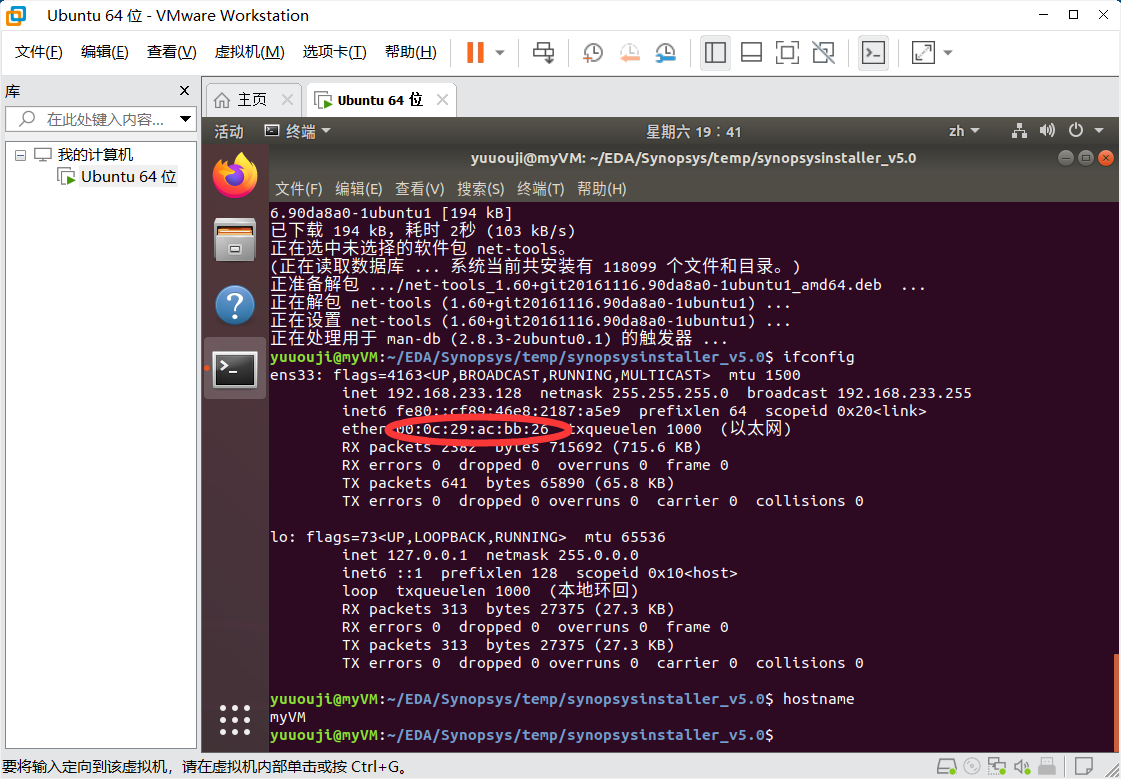 Ubuntu 64 位 - VMware Workstation
文件(F) 编辑(E) 查看(V) 虚拟机(M) 选项卡(T) 帮助(H)
库
在此处键入内容...
我的计算机
Ubuntu 64 位
主页
Ubuntu 64 位
活动 终端 星期六 19：41 zh
yuuouji@myVM: ~/EDA/Synopsys/temp/synopsysinstaller_v5.0
文件(F) 编辑(E) 查看(V) 搜索(S) 终端(T) 帮助(H)
6.90da8a0-1ubuntu1 [194 kB]
已下载 194 kB，耗时 2秒 (103 kB/s)
正在选中未选择的软件包 net-tools。
(正在读取数据库 ... 系统当前共安装有 118099 个文件和目录。)
正准备解包 .../net-tools_1.60+git20161116.90da8a0-1ubuntu1_amd64.deb ...
正在解包 net-tools (1.60+git20161116.90da8a0-1ubuntu1) ...
正在设置 net-tools (1.60+git20161116.90da8a0-1ubuntu1) ...
正在处理用于 man-db (2.8.3-2ubuntu0.1) 的触发器 ...
yuuouji@myVM:~/EDA/Synopsys/temp/synopsysinstaller_v5.0$ ifconfig
ens33: flags=4163<UP,BROADCAST,RUNNING,MULTICAST> mtu 1500
inet 192.168.233.128 netmask 255.255.255.0 broadcast 192.168.233.255
inet6 fe80::cf89:46e8:2187:a5e9 prefixlen 64 scopeid 0x20<link>
ether 00:0c:29:ac:bb:26 txqueuelen 1000 (以太网)
RX packets 2382 bytes 715692 (715.6 KB)
RX errors 0 dropped 0 overruns 0 frame 0
TX packets 641 bytes 65890 (65.8 KB)
TX errors 0 dropped 0 overruns 0 carrier 0 collisions 0
lo: flags=73<UP,LOOPBACK,RUNNING> mtu 65536
inet 127.0.0.1 netmask 255.0.0.0
inet6 ::1 prefixlen 128 scopeid 0x10<host>
loop txqueuelen 1000 (本地环回)
RX packets 313 bytes 27375 (27.3 KB)
RX errors 0 dropped 0 overruns 0 frame 0
TX packets 313 bytes 27375 (27.3 KB)
TX errors 0 dropped 0 overruns 0 carrier 0 collisions 0
yuuouji@myVM:~/EDA/Synopsys/temp/synopsysinstaller_v5.0$ hostname
myVM
yuuouji@myVM:~/EDA/Synopsys/temp/synopsysinstaller_v5.0$
要将输入定向到该虚拟机，请在虚拟机内部单击或按 Ctrl+G。